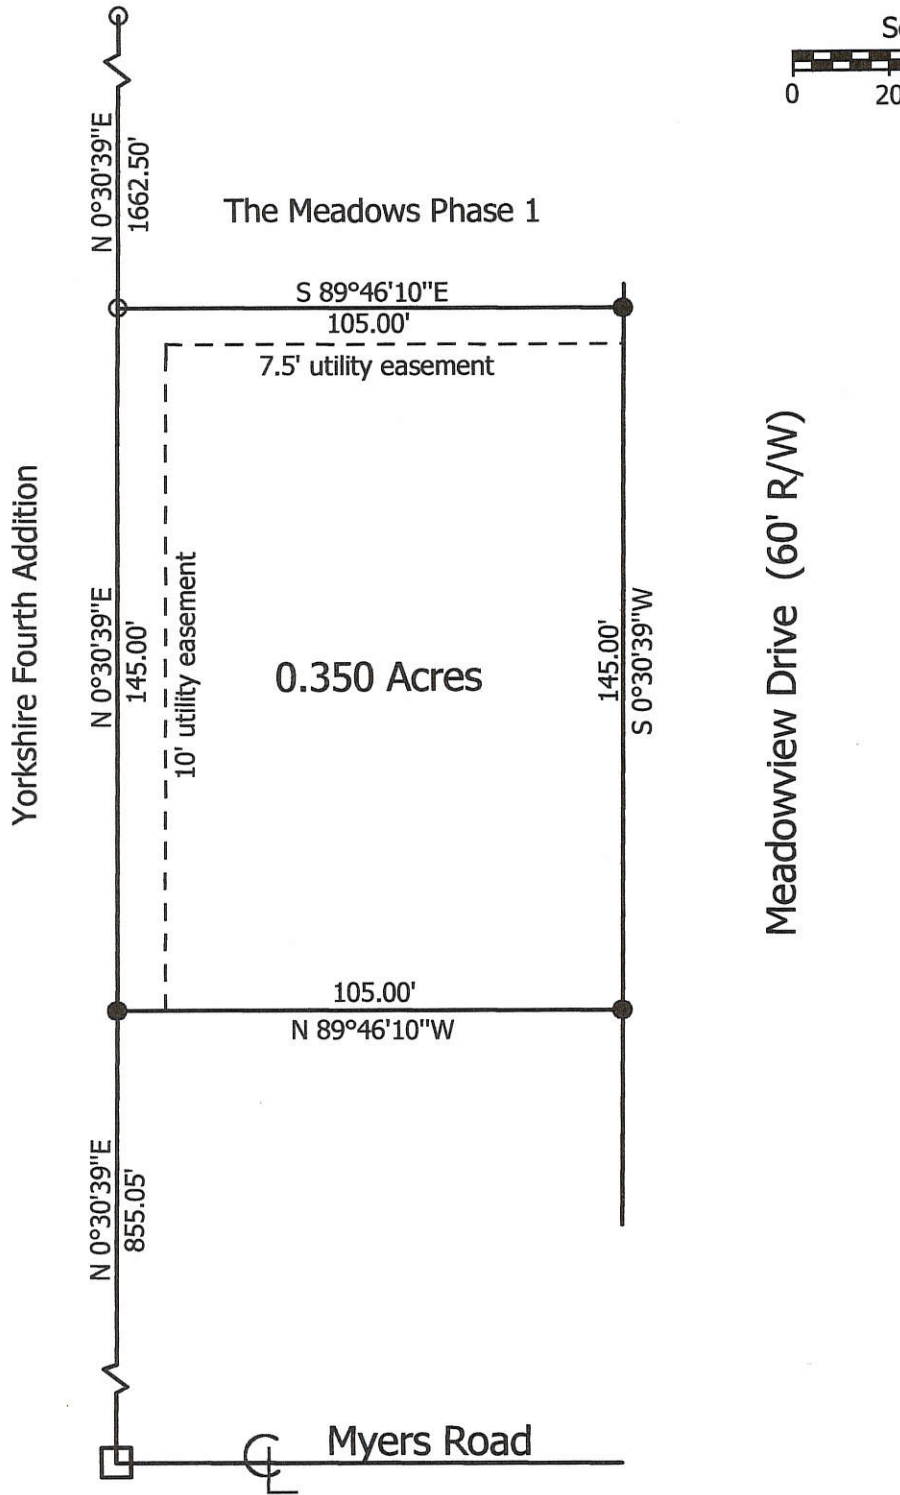 0
20
N 0°30'39"E
1662.50'
The Meadows Phase 1
S 89°46'10"E
105.00'
7.5' utility easement
Yorkshire Fourth Addition
N 0°30'39"E
145.00'
10' utility easement
0.350 Acres
145.00'
S 0°30'39"W
Meadowview Drive (60' R/W)
105.00'
N 89°46'10"W
N 0°30'39"E
855.05'
Myers Road